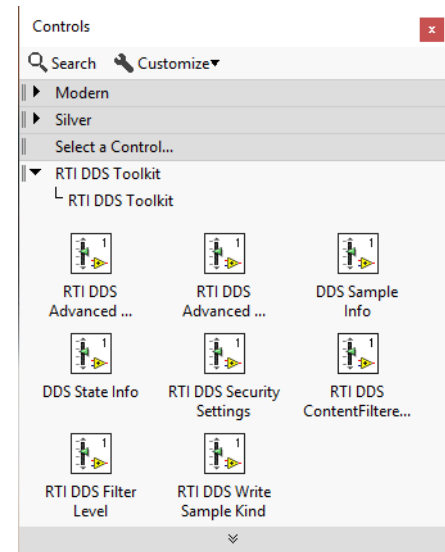 Controls
x
Search Customize
Modern
Silver
Select a Control...
RTI DDS Toolkit
RTI DDS Toolkit
1 1 1
RTI DDS RTI DDS DDS Sample
Advanced ... Advanced ... Info
1 1 1
DDS State Info RTI DDS Security RTI DDS
Settings ContentFiltere...
1 1
RTI DDS Filter RTI DDS Write
Level Sample Kind